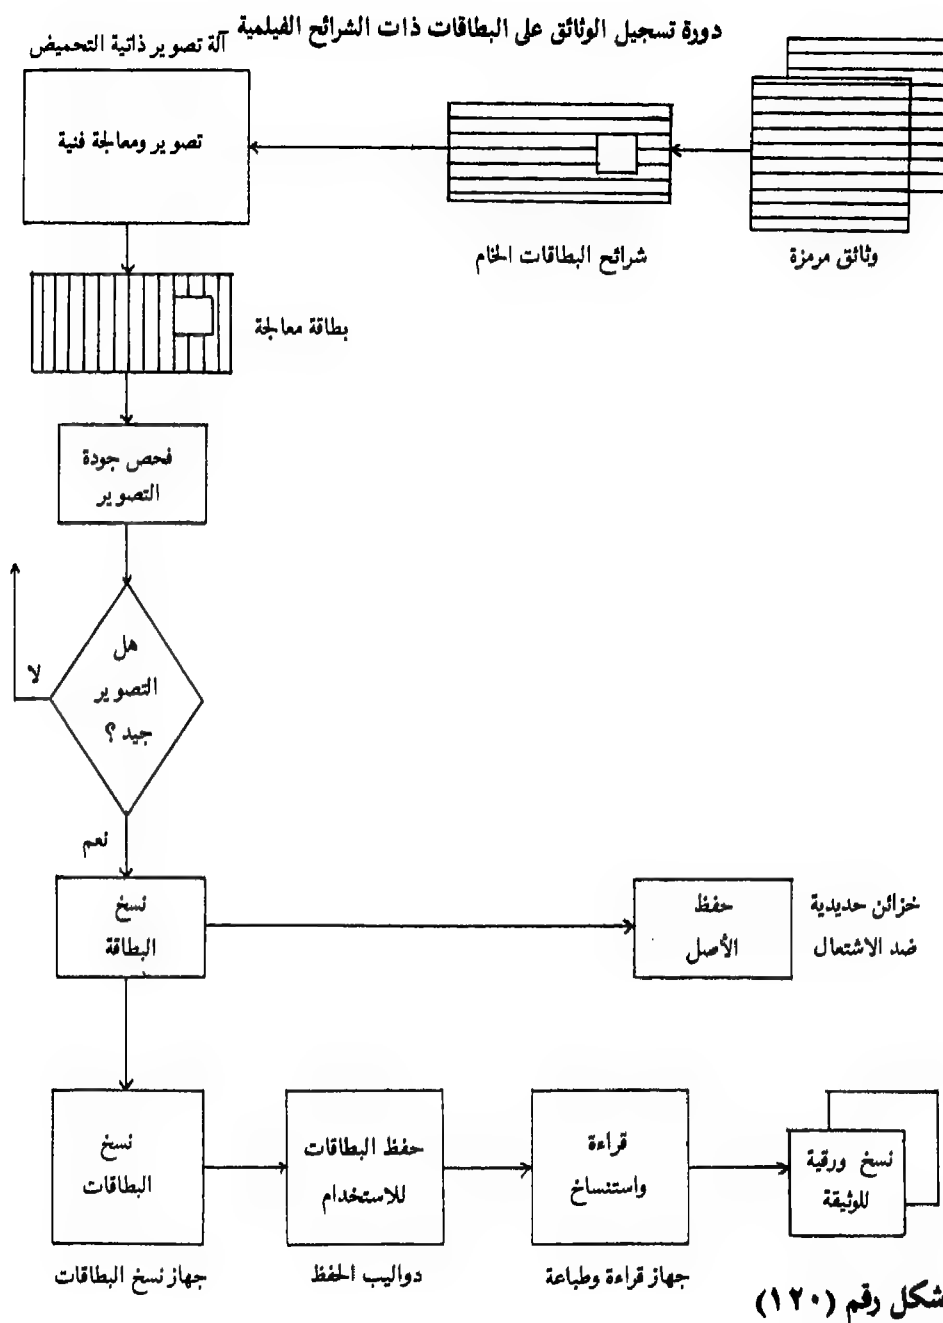 دورة تسجيل الوثائق على البطاقات ذات الشرائح الفيلمية
آلة تصوير ذاتية التحميض
تصوير ومعالجة فنية
شرائح البطاقات الخام
وثائق مرمزة
بطاقة معالجة
فحص جودة
التصوير
هل
التصوير
جيد ؟
لا
نعم
نسخ
البطاقة
حفظ
الأصل
خزائن حديدية
ضد الاشتعال
نسخ
البطاقات
حفظ البطاقات
للاستخدام
قراءة
واستنساخ
نسخ ورقية
للوثيقة
جهاز نسخ البطاقات
دواليب الحفظ
جهاز قراءة وطباعة
شكل رقم (١٢٠)